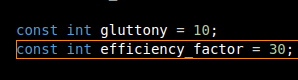 const int gluttony = 10;
const int efficiency_factor = 30;